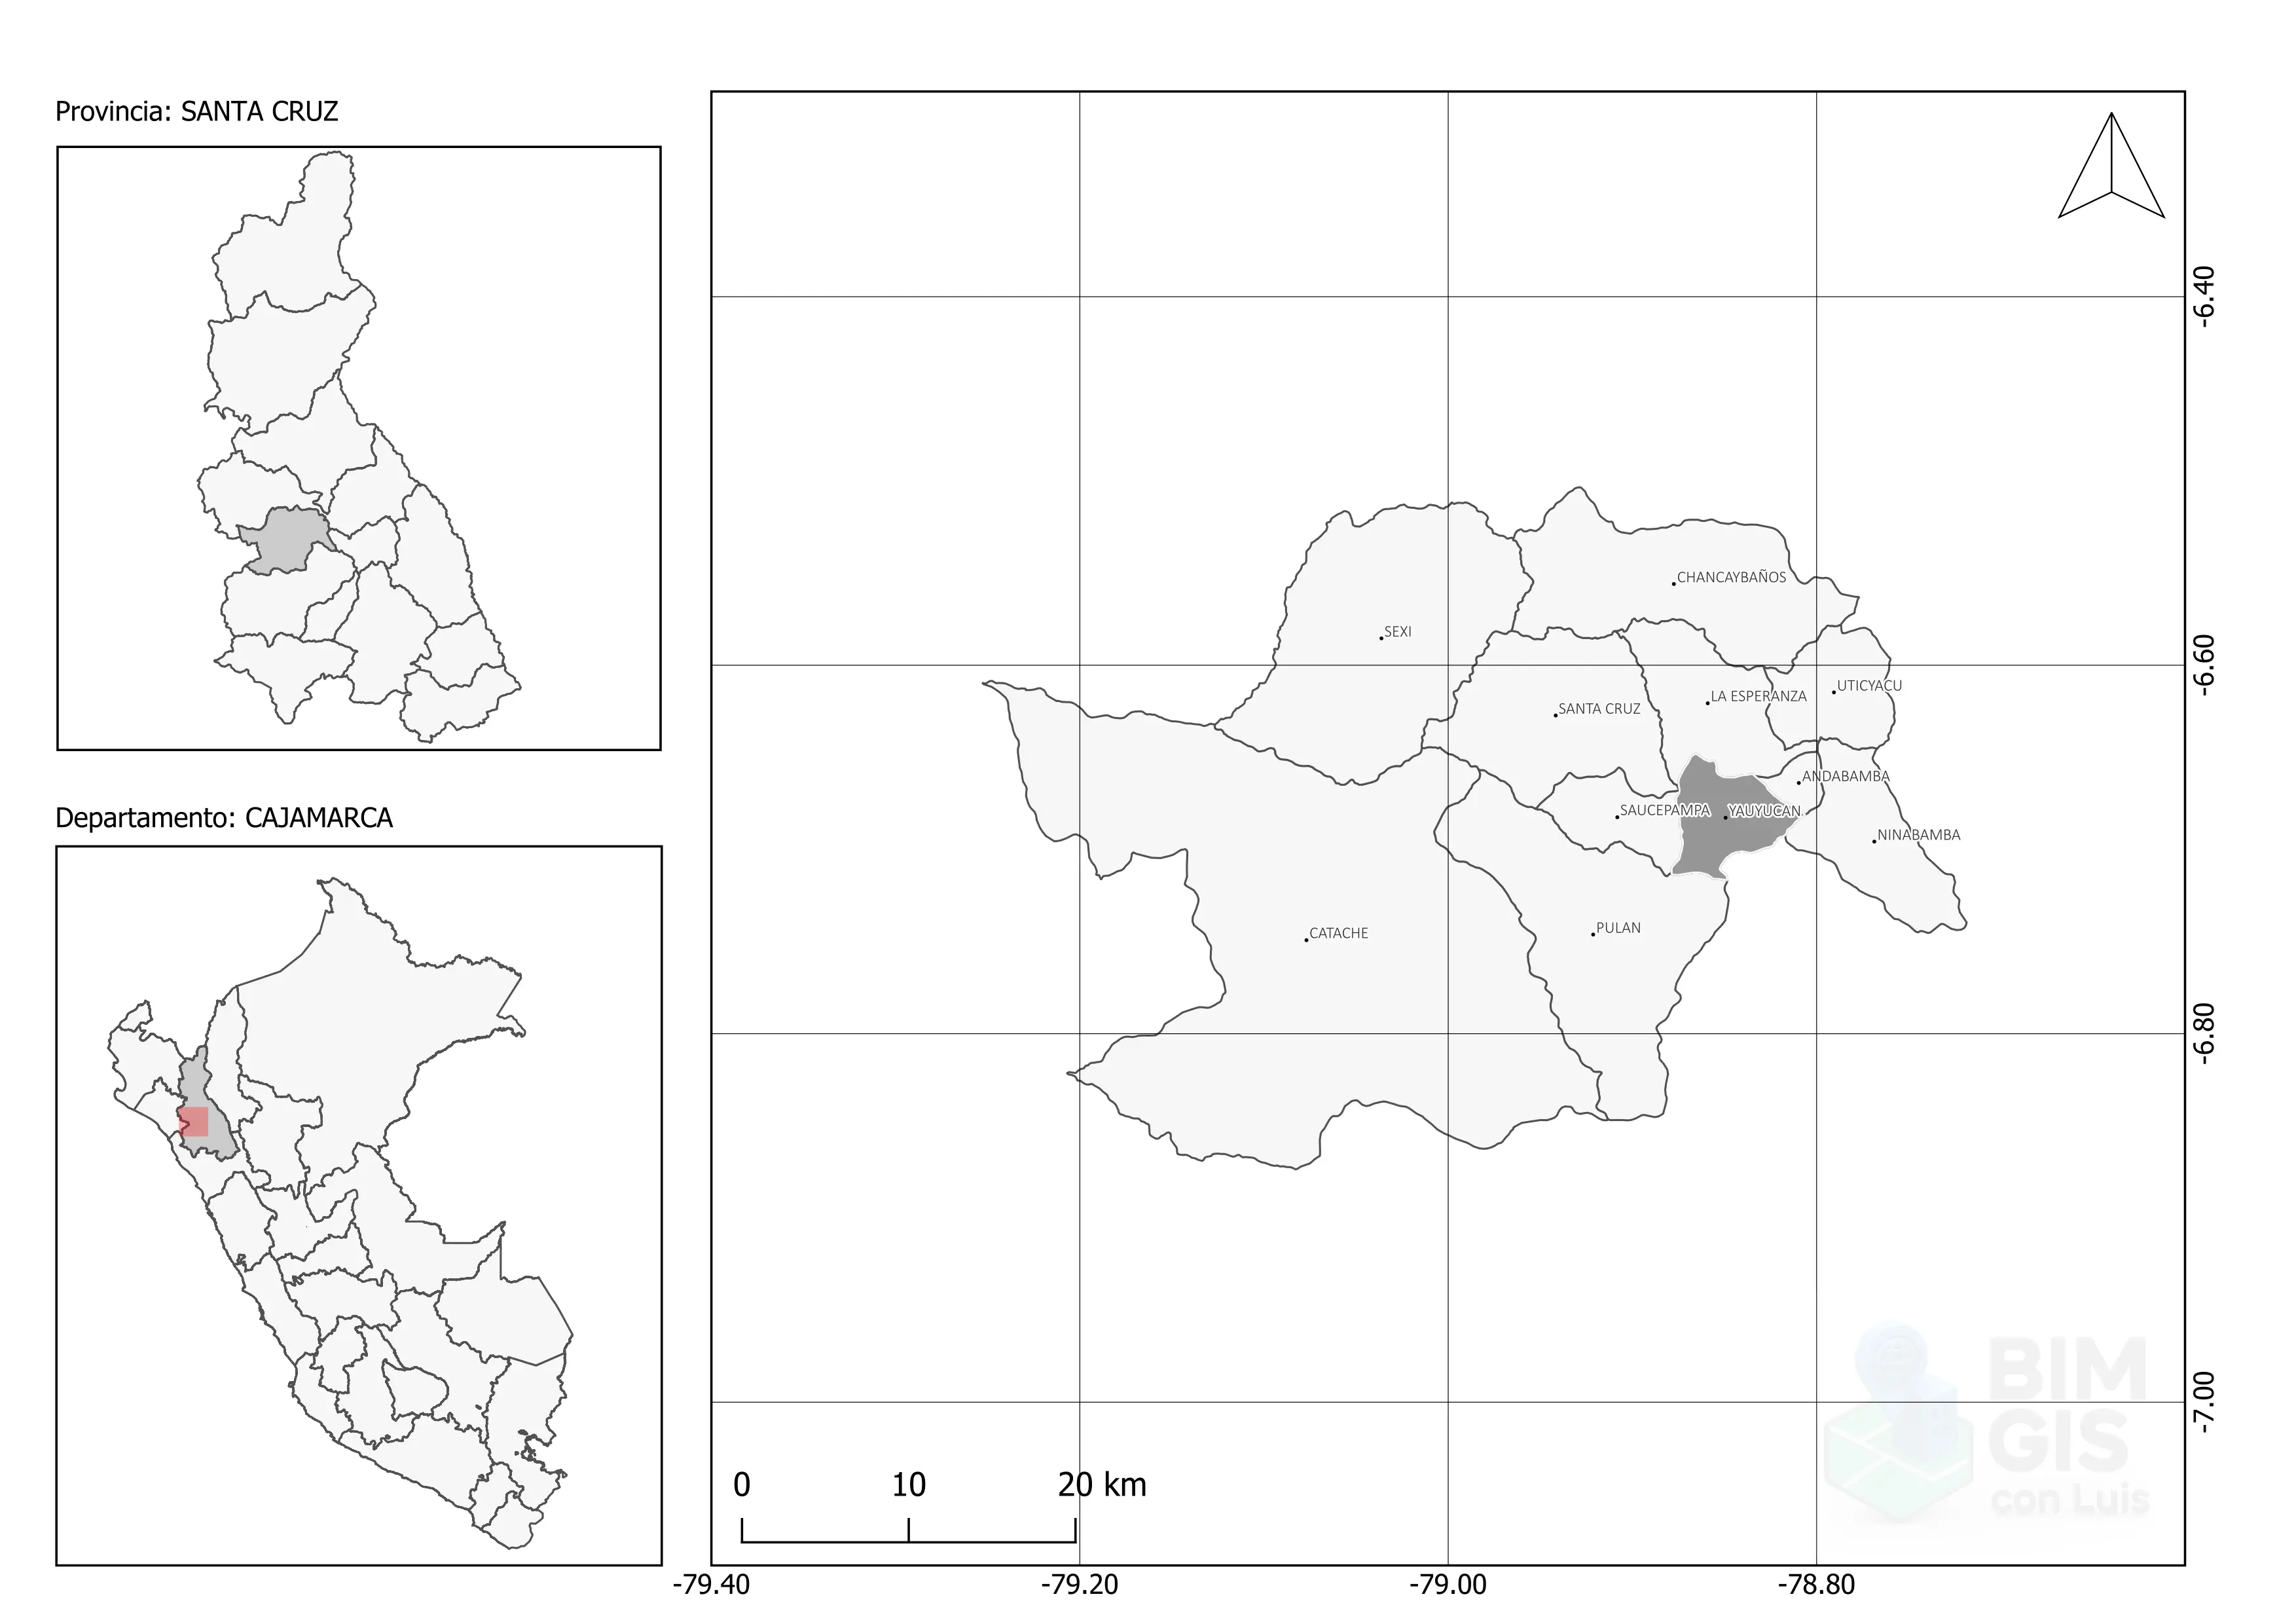 Provincia: SANTA CRUZ
Departamento: CAJAMARCA
CHANCAYBAÑOS
SEXI
UTICYACU
LA ESPERANZA
SANTA CRUZ
ANDABAMBA
SAUCEPAMPA
YAUYUCAN
NINABAMBA
PULAN
CATACHE
-6.40
-6.60
-6.80
-7.00
0 10 20 km
-79.40 -79.20 -79.00 -78.80
BIM
GIS
con Luis